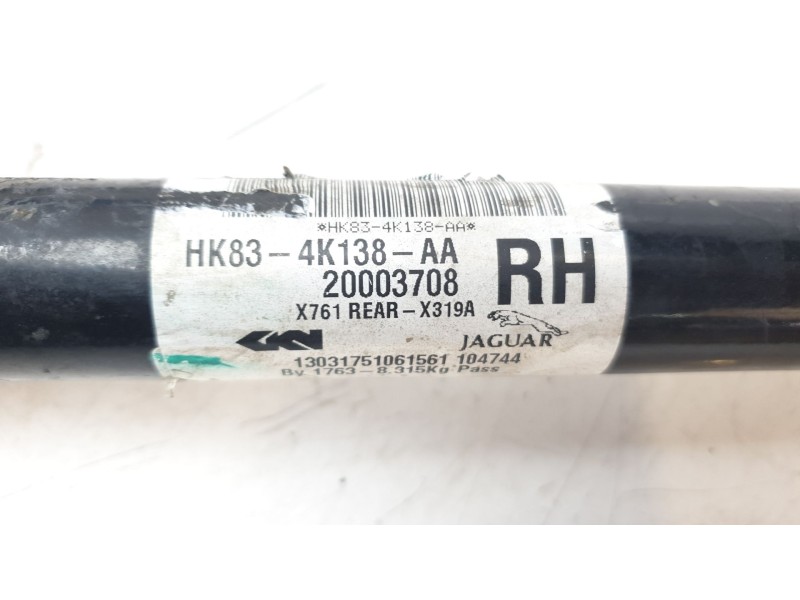 *HK83-4K138-AA*
HK83-4K138-AA
RH
20003708
X761 REAR-X319A
GKN
JAGUAR
13031751061561 104744
By 1763-8.315Kg Pass